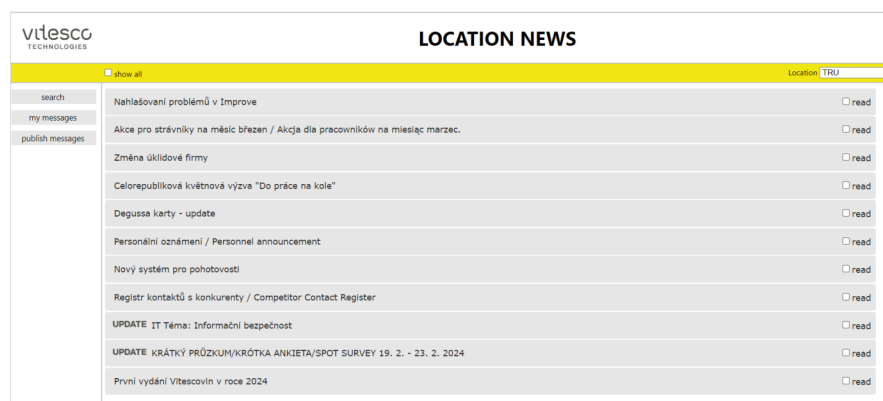 vitesco
TECHNOLOGIES
LOCATION NEWS
show all
Location TRU
search
my messages
publish messages
Nahlašovaní problémů v Improve read
Akce pro strávníky na měsíc březen / Akcja dla pracowników na miesiąc marzec. read
Změna úklidové firmy read
Celorepubliková květnová výzva "Do práce na kole" read
Degussa karty - update read
Personální oznámení / Personnel announcement read
Nový systém pro pohotovosti read
Registr kontaktů s konkurenty / Competitor Contact Register read
UPDATE IT Téma: Informační bezpečnost read
UPDATE KRÁTKÝ PRŮZKUM/KRÓTKA ANKIETA/SPOT SURVEY 19. 2. - 23. 2. 2024 read
První vydání Vitescovin v roce 2024 read